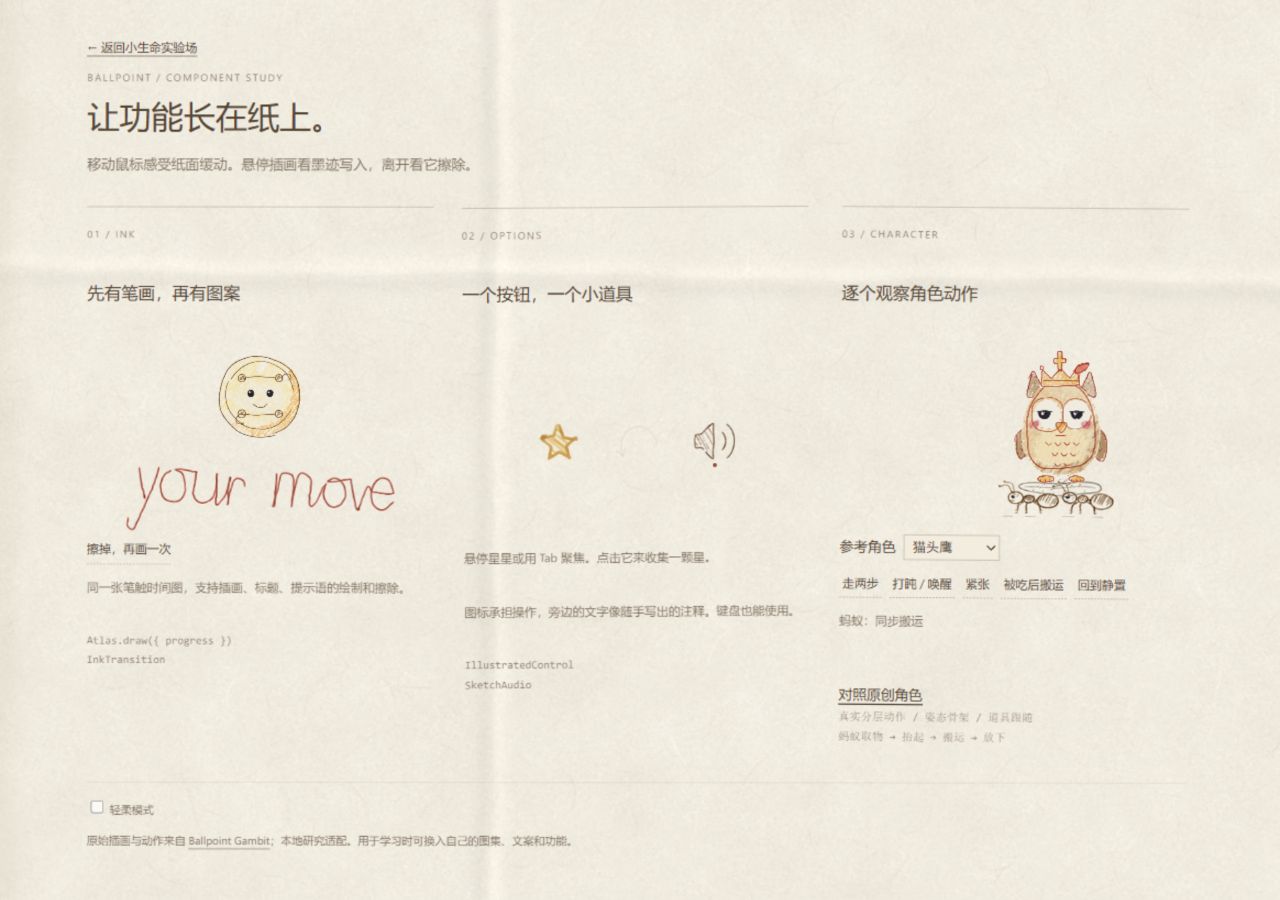 ← 返回小生命实验场
BALLPOINT / COMPONENT STUDY
让功能长在纸上。
移动鼠标感受纸面缓动。悬停插画看墨迹写入，离开看它擦除。
01 / INK
先有笔画，再有图案
your move
擦掉，再画一次
同一张笔触时间图，支持插画、标题、提示语的绘制和擦除。
Atlas.draw({ progress })
InkTransition
02 / OPTIONS
一个按钮，一个小道具
悬停星星或用 Tab 聚焦。点击它来收集一颗星。
图标承担操作，旁边的文字像随手写出的注释。键盘也能使用。
IllustratedControl
SketchAudio
03 / CHARACTER
逐个观察角色动作
参考角色 猫头鹰
走两步 打盹 / 唤醒 紧张 被吃后搬运 回到静置
蚂蚁：同步搬运
对照原创角色
真实分层动作 / 姿态骨架 / 道具跟随
蚂蚁取物 → 抬起 → 搬运 → 放下
轻柔模式
原始插画与动作来自 Ballpoint Gambit；本地研究适配。用于学习时可换入自己的图集、文案和功能。